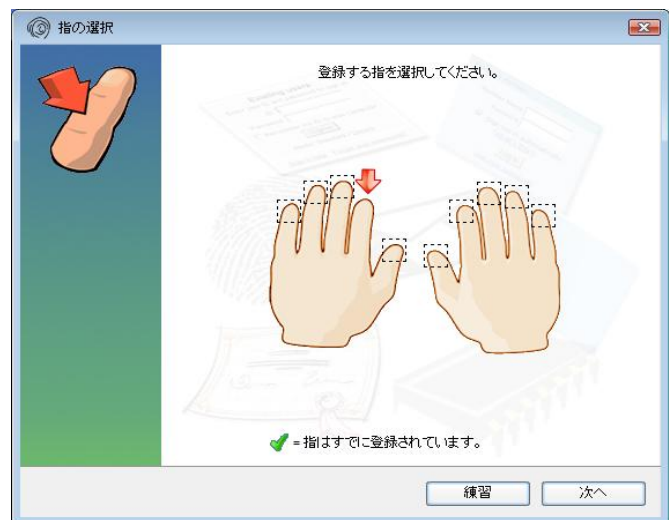 指の選択
登録する指を選択してください。
= 指はすでに登録されています。
練習
次へ